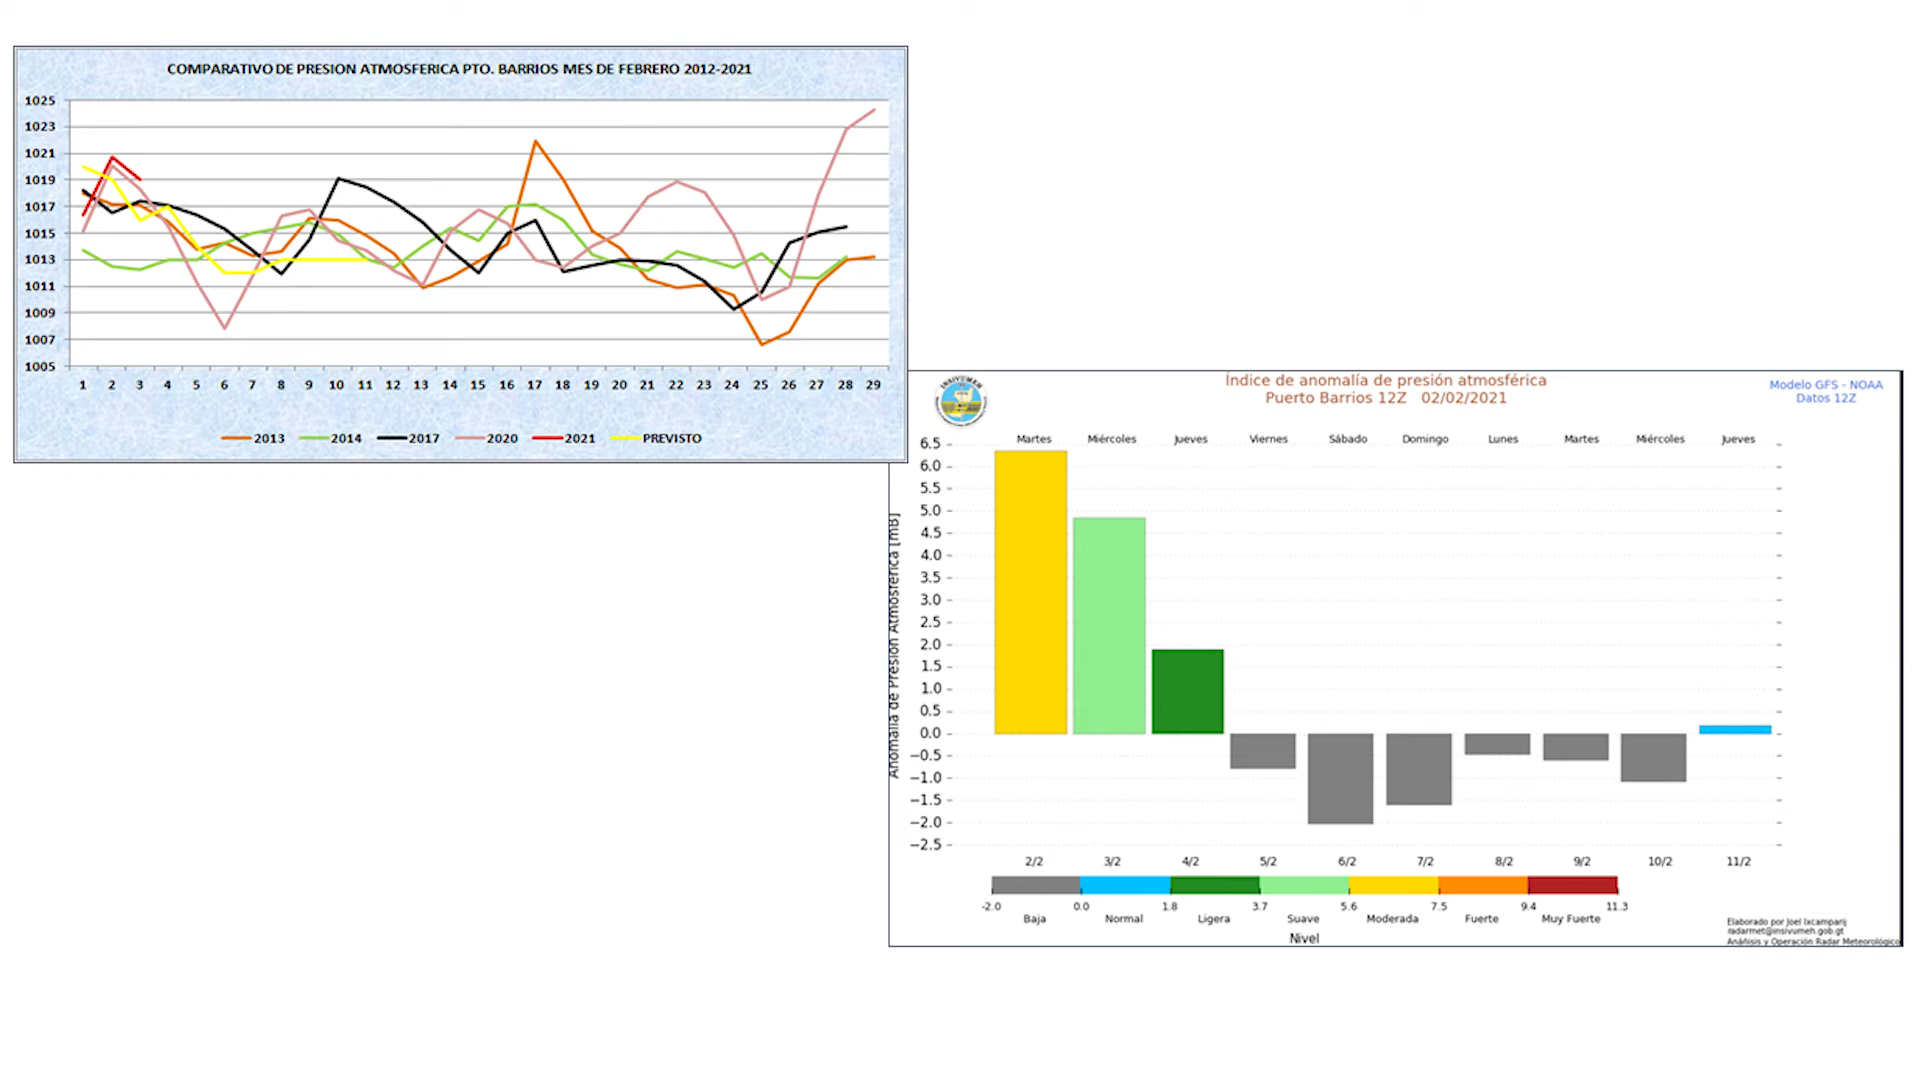 COMPARATIVO DE PRESION ATMOSFERICA PTO. BARRIOS MES DE FEBRERO 2012-2021
1025
1023
1021
1019
1017
1015
1013
1011
1009
1007
1005
1 2 3 4 5 6 7 8 9 10 11 12 13 14 15 16 17 18 19 20 21 22 23 24 25 26 27 28 29
2013 2014 2017 2020 2021 PREVISTO
INSIVUMEH
Índice de anomalía de presión atmosférica
Puerto Barrios 12Z 02/02/2021
Modelo GFS - NOAA
Datos 12Z
Martes Miércoles Jueves Viernes Sábado Domingo Lunes Martes Miércoles Jueves
Anomalía de Presión Atmosférica [mB]
6.5
6.0
5.5
5.0
4.5
4.0
3.5
3.0
2.5
2.0
1.5
1.0
0.5
0.0
−0.5
−1.0
−1.5
−2.0
−2.5
2/2 3/2 4/2 5/2 6/2 7/2 8/2 9/2 10/2 11/2
-2.0 0.0 1.8 3.7 5.6 7.5 9.4 11.3
Baja Normal Ligera Suave Moderada Fuerte Muy Fuerte
Nivel
Elaborado por Joel Ixcamparij
radarmet@insivumeh.gob.gt
Análisis y Operación Radar Meteorológico